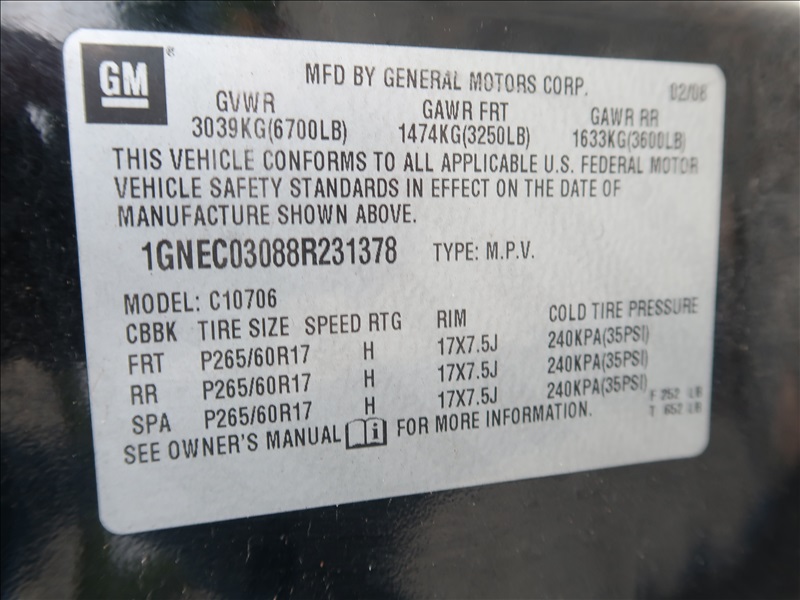 GM ®
MFD BY GENERAL MOTORS CORP. 02/08
GVWR GAWR FRT GAWR RR
3039KG(6700LB) 1474KG(3250LB) 1633KG(3600LB)
THIS VEHICLE CONFORMS TO ALL APPLICABLE U.S. FEDERAL MOTOR
VEHICLE SAFETY STANDARDS IN EFFECT ON THE DATE OF
MANUFACTURE SHOWN ABOVE.
1GNEC03088R231378 TYPE: M.P.V.
MODEL: C10706
CBBK TIRE SIZE SPEED RTG RIM COLD TIRE PRESSURE
FRT P265/60R17 H 17X7.5J 240KPA(35PSI)
RR P265/60R17 H 17X7.5J 240KPA(35PSI)
SPA P265/60R17 H 17X7.5J 240KPA(35PSI)
F 252 LB
T 652 LB
SEE OWNER'S MANUAL i FOR MORE INFORMATION.